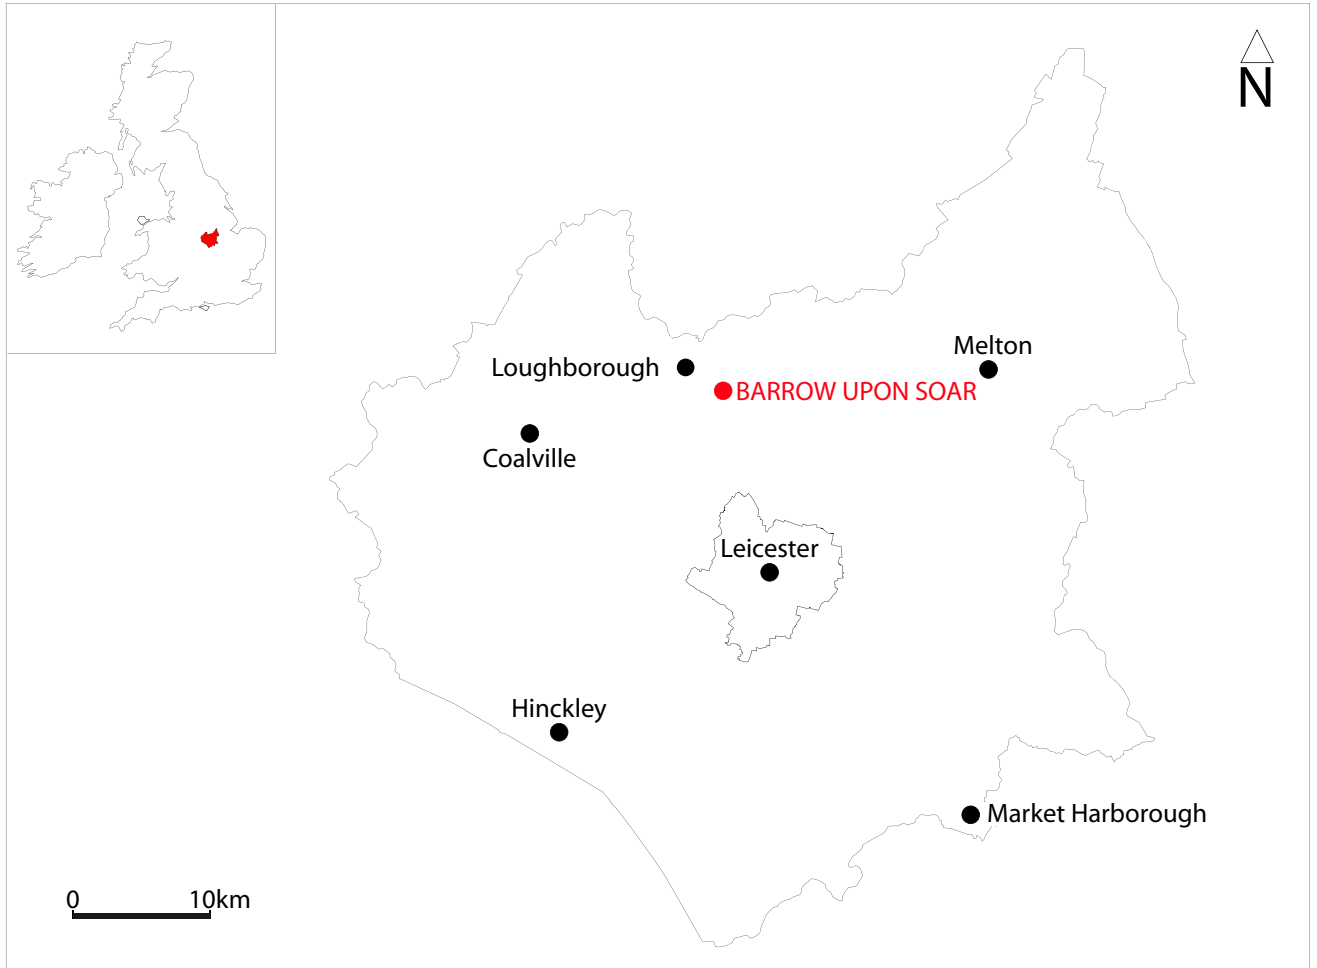 N
Melton
Loughborough
BARROW UPON SOAR
Coalville
Leicester
Hinckley
Market Harborough
0 10km